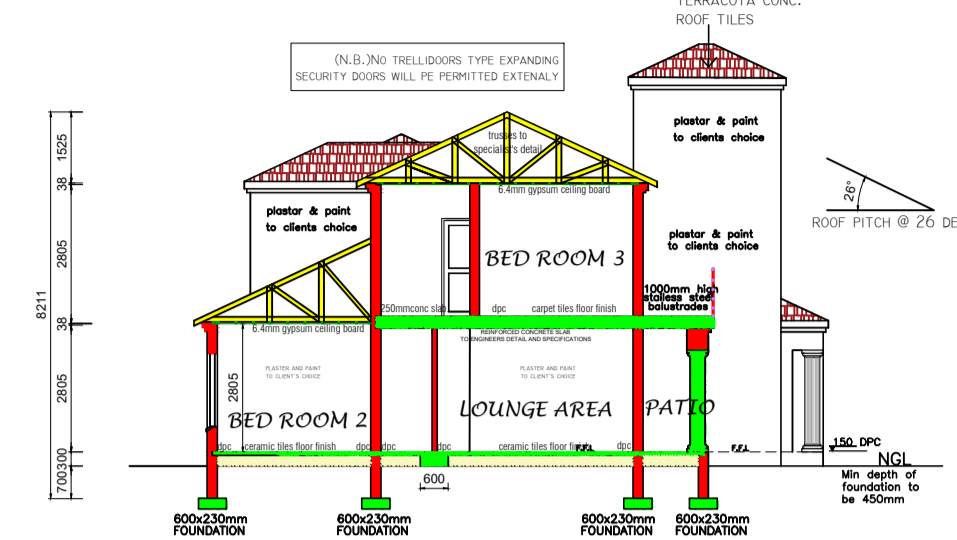 TERRACOTA CONC.
ROOF TILES
(N.B.)NO TRELLIDOORS TYPE EXPANDING
SECURITY DOORS WILL PE PERMITTED EXTENALY
plastar & paint
to clients choice
trusses to
specialist's detail
6.4mm gypsum ceiling board
26°
ROOF PITCH @ 26 DE
plastar & paint
to clients choice
plastar & paint
to clients choice
BED ROOM 3
1000mm high
stailess steel
balustrades
250mmconc slab
dpc
carpet tiles floor finish
6.4mm gypsum ceiling board
REINFORCED CONCRETE SLAB
TO ENGINEERS DETAIL AND SPECIFICATIONS
PLASTER AND PAINT
TO CLIENT'S CHOICE
PLASTER AND PAINT
TO CLIENT'S CHOICE
BED ROOM 2
LOUNGE AREA
PATIO
dpc
ceramic tiles floor finish
dpc
dpc
dpc
ceramic tiles floor finish
F.F.L
dpc
F.F.L
150 DPC
NGL
Min depth of
foundation to
be 450mm
600
600x230mm
FOUNDATION
600x230mm
FOUNDATION
600x230mm
FOUNDATION
600x230mm
FOUNDATION
8211
1525
38
2805
38
2805
300
700
2805